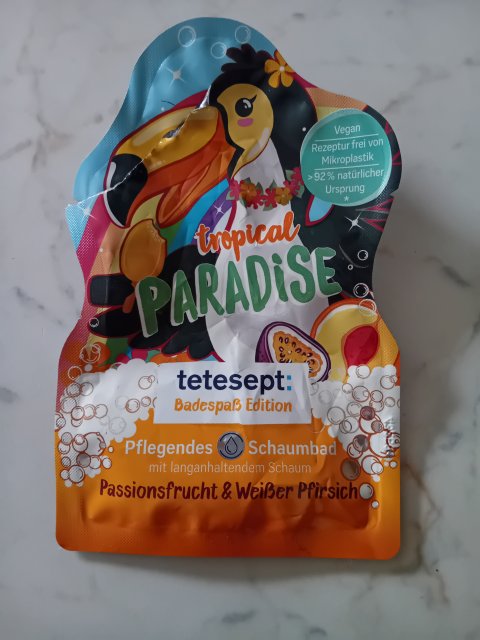 Vegan
Rezeptur frei von
Mikroplastik
>92% natürlicher
Ursprung
*
tropical
PARADiSE
tetesept:
Badespaß Edition
Pflegendes Schaumbad
mit langanhaltendem Schaum
Passionsfrucht & Weißer Pfirsich